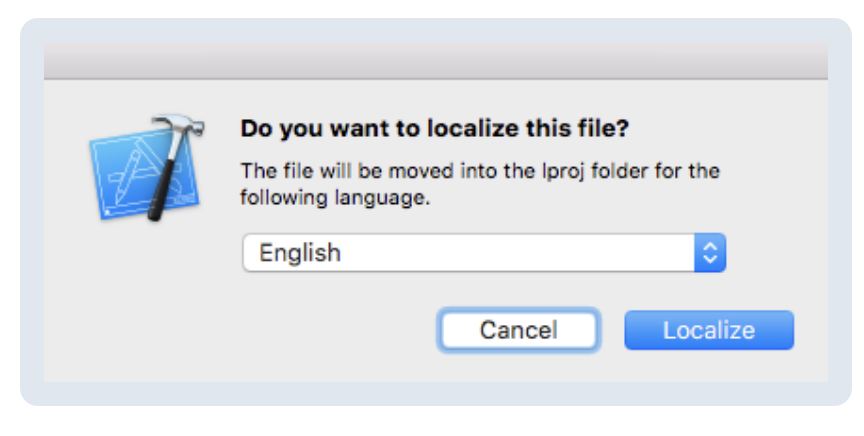 Do you want to localize this file?
The file will be moved into the lproj folder for the
following language.
English
Cancel
Localize